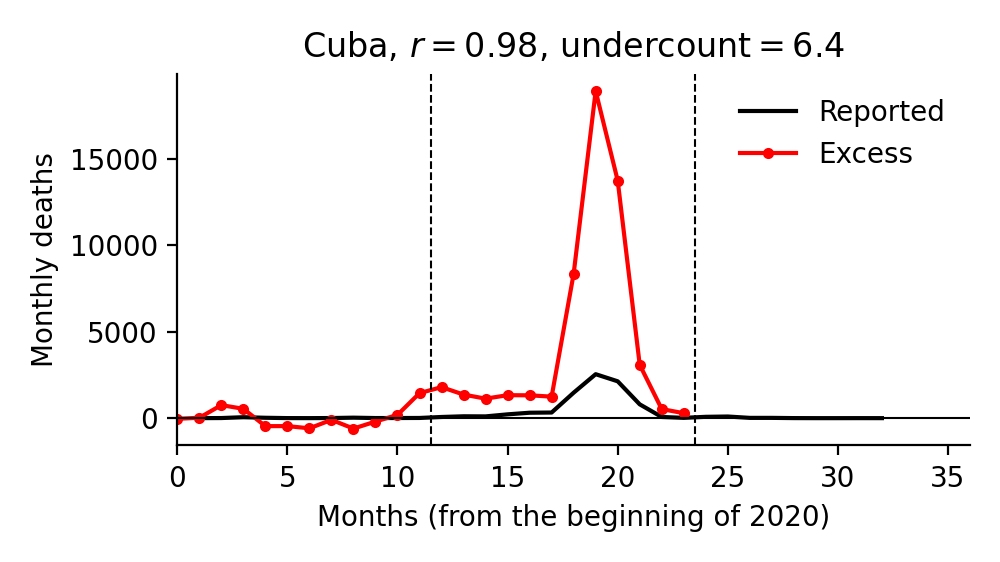 Cuba, r = 0.98, undercount = 6.4
Reported
Excess
Monthly deaths
15000
10000
5000
0
0 5 10 15 20 25 30 35
Months (from the beginning of 2020)